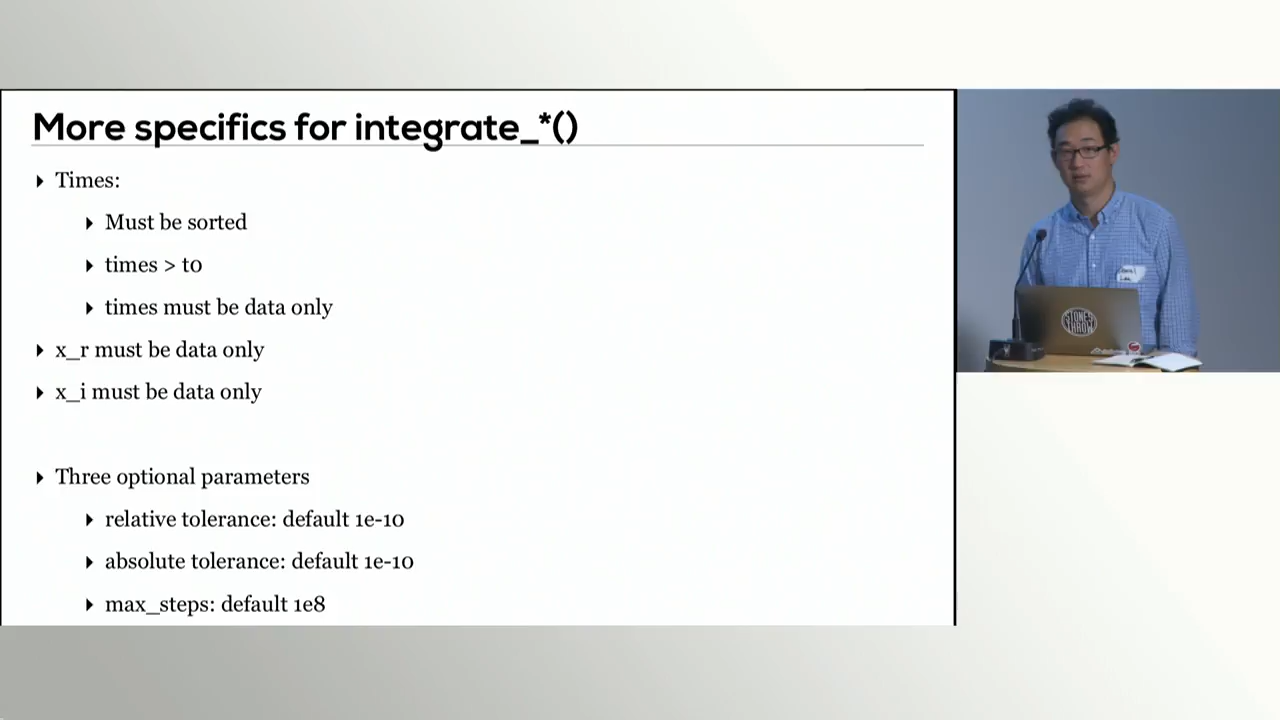 More specifics for integrate_*()
Times:
Must be sorted
times > t0
times must be data only
x_r must be data only
x_i must be data only
Three optional parameters
relative tolerance: default 1e-10
absolute tolerance: default 1e-10
max_steps: default 1e8
STONES
THROW